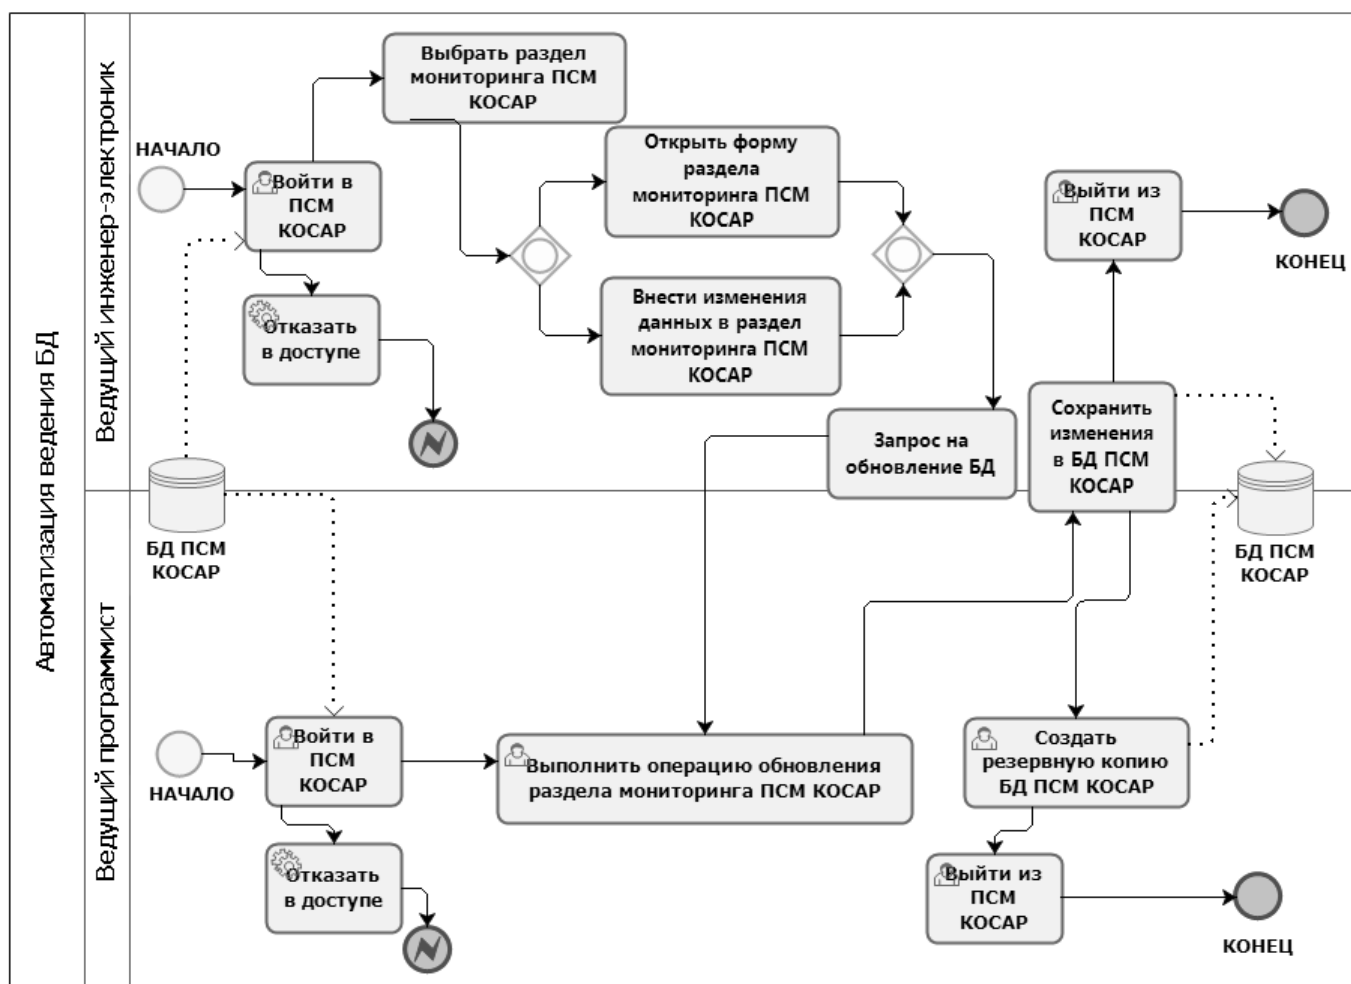 Автоматизация ведения БД
Ведущий инженер-электроник
Выбрать раздел
мониторинга ПСМ
КОСАР
НАЧАЛО
Войти в
ПСМ
КОСАР
Отказать
в доступе
Открыть форму
раздела
мониторинга ПСМ
КОСАР
Внести изменения
данных в раздел
мониторинга ПСМ
КОСАР
Запрос на
обновление БД
Выйти из
ПСМ
КОСАР
КОНЕЦ
Сохранить
изменения
в БД ПСМ
КОСАР
БД ПСМ
КОСАР
БД ПСМ
КОСАР
Ведущий программист
НАЧАЛО
Войти в
ПСМ
КОСАР
Отказать
в доступе
Выполнить операцию обновления
раздела мониторинга ПСМ КОСАР
Создать
резервную копию
БД ПСМ КОСАР
Выйти из
ПСМ
КОСАР
КОНЕЦ